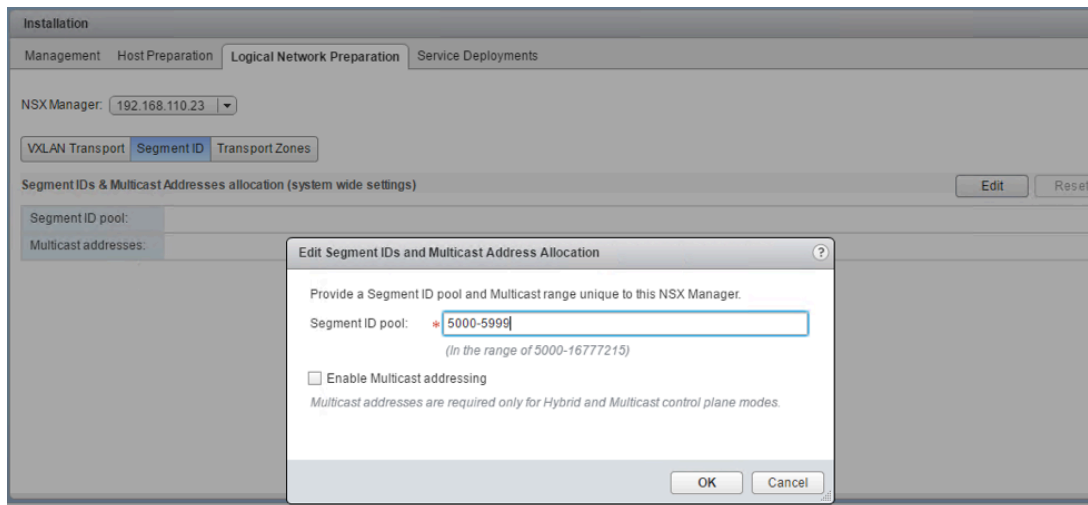 Installation
Management Host Preparation Logical Network Preparation Service Deployments
NSX Manager: 192.168.110.23
VXLAN Transport Segment ID Transport Zones
Segment IDs & Multicast Addresses allocation (system wide settings) Edit Reset
Segment ID pool:
Multicast addresses:
Edit Segment IDs and Multicast Address Allocation ?
Provide a Segment ID pool and Multicast range unique to this NSX Manager.
Segment ID pool: * 5000-5999
(In the range of 5000-16777215)
Enable Multicast addressing
Multicast addresses are required only for Hybrid and Multicast control plane modes.
OK Cancel